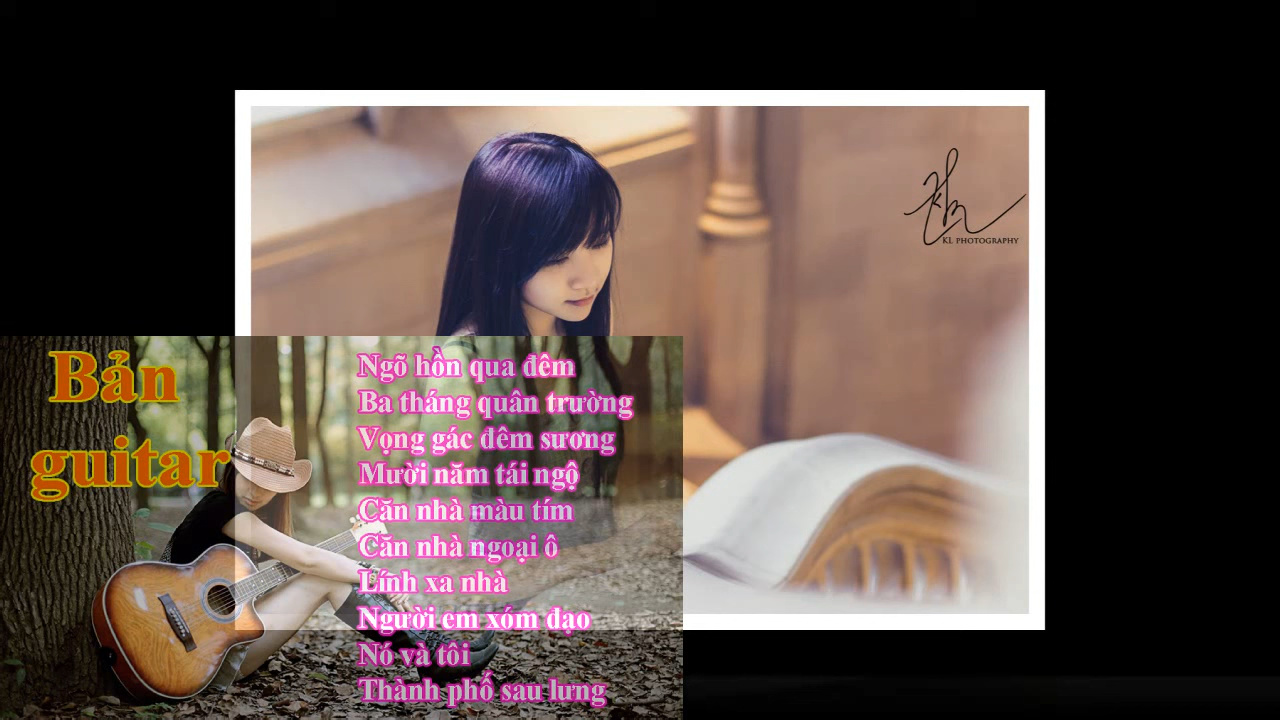 KL PHOTOGRAPHY
Bản
guitar
Ngõ hồn qua đêm
Ba tháng quân trường
Vọng gác đêm sương
Mười năm tái ngộ
Căn nhà màu tím
Căn nhà ngoại ô
Lính xa nhà
Người em xóm đạo
Nó và tôi
Thành phố sau lưng